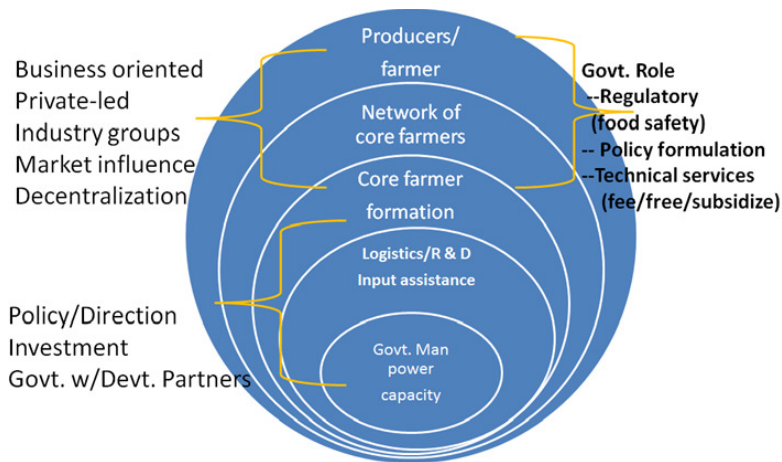 Business oriented
Private-led
Industry groups
Market influence
Decentralization
Policy/Direction
Investment
Govt. w/Devt. Partners
Producers/
farmer
Network of
core farmers
Core farmer
formation
Logistics/R & D
Input assistance
Govt. Man
power
capacity
Govt. Role
--Regulatory
(food safety)
-- Policy formulation
--Technical services
(fee/free/subsidize)